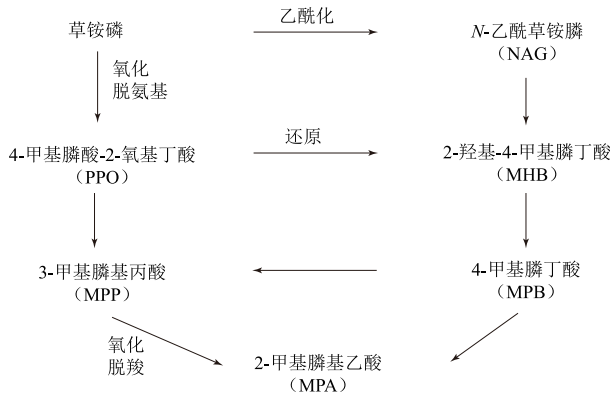 草铵磷
乙酰化
N-乙酰草铵膦
（NAG）
氧化
脱氨基
4-甲基膦酸-2-氧基丁酸
（PPO）
还原
2-羟基-4-甲基膦丁酸
（MHB）
3-甲基膦基丙酸
（MPP）
4-甲基膦丁酸
（MPB）
氧化
脱羧
2-甲基膦基乙酸
（MPA）